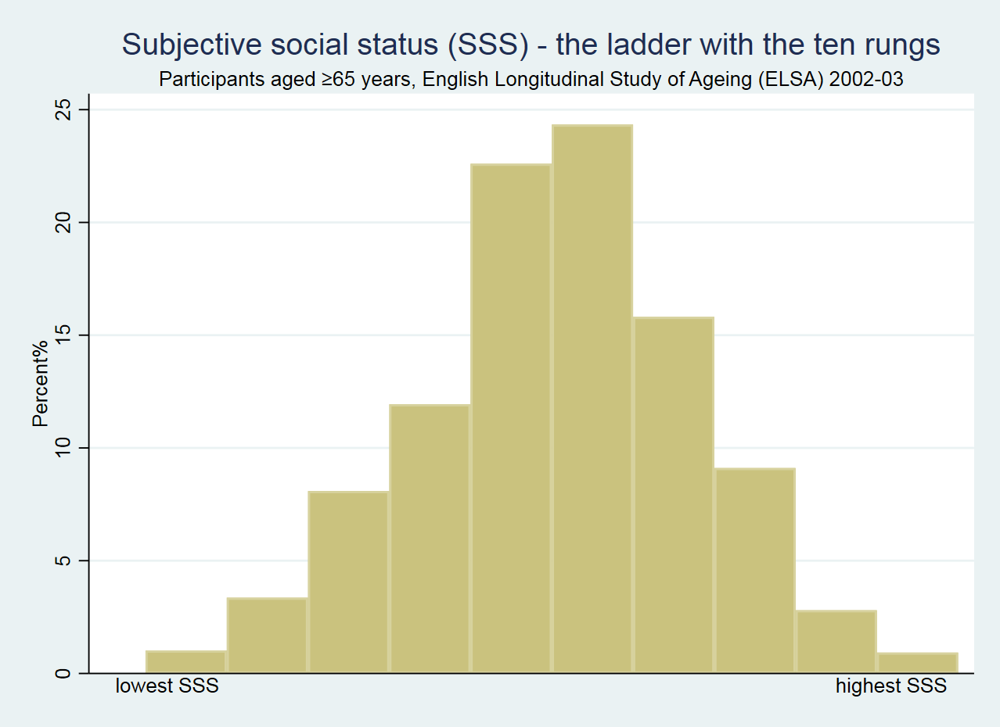 Subjective social status (SSS) - the ladder with the ten rungs
Participants aged ≥65 years, English Longitudinal Study of Ageing (ELSA) 2002-03
Percent%
25
20
15
10
5
0
lowest SSS
highest SSS